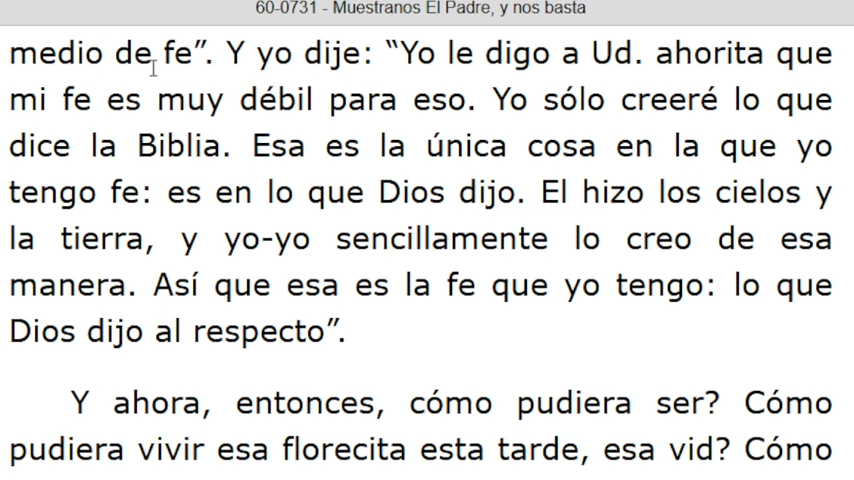 60-0731 - Muestranos El Padre, y nos basta
medio de fe”. Y yo dije: “Yo le digo a Ud. ahorita que
mi fe es muy débil para eso. Yo sólo creeré lo que
dice la Biblia. Esa es la única cosa en la que yo
tengo fe: es en lo que Dios dijo. El hizo los cielos y
la tierra, y yo-yo sencillamente lo creo de esa
manera. Así que esa es la fe que yo tengo: lo que
Dios dijo al respecto”.
Y ahora, entonces, cómo pudiera ser? Cómo
pudiera vivir esa florecita esta tarde, esa vid? Cómo